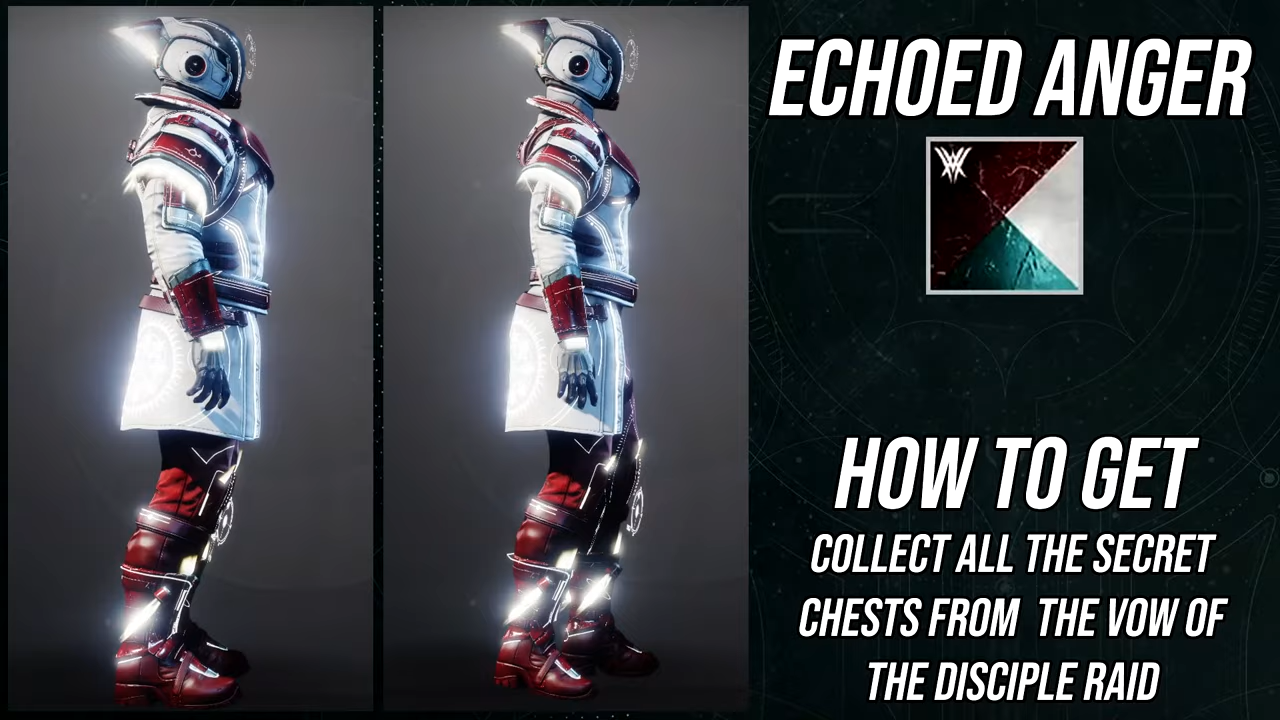 ECHOED ANGER
HOW TO GET
COLLECT ALL THE SECRET
CHESTS FROM THE VOW OF
THE DISCIPLE RAID